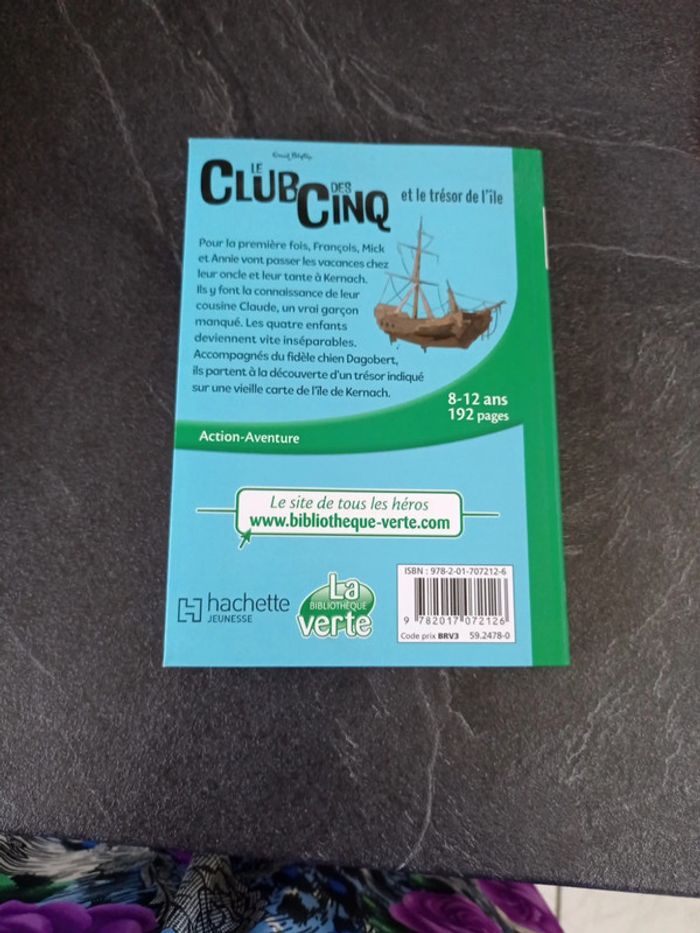 Enid Blyton
LE
CLUB DES
CINQ
et le trésor de l'île
Pour la première fois, François, Mick
et Annie vont passer les vacances chez
leur oncle et leur tante à Kernach.
Ils y font la connaissance de leur
cousine Claude, un vrai garçon
manqué. Les quatre enfants
deviennent vite inséparables.
Accompagnés du fidèle chien Dagobert,
ils partent à la découverte d'un trésor indiqué
sur une vieille carte de l'île de Kernach.
8-12 ans
192 pages
Action-Aventure
Le site de tous les héros
www.bibliotheque-verte.com
hachette
JEUNESSE
La
BIBLIOTHÈQUE
verte
ISBN : 978-2-01-707212-6
9 782017 072126
Code prix BRV3 59.2478-0